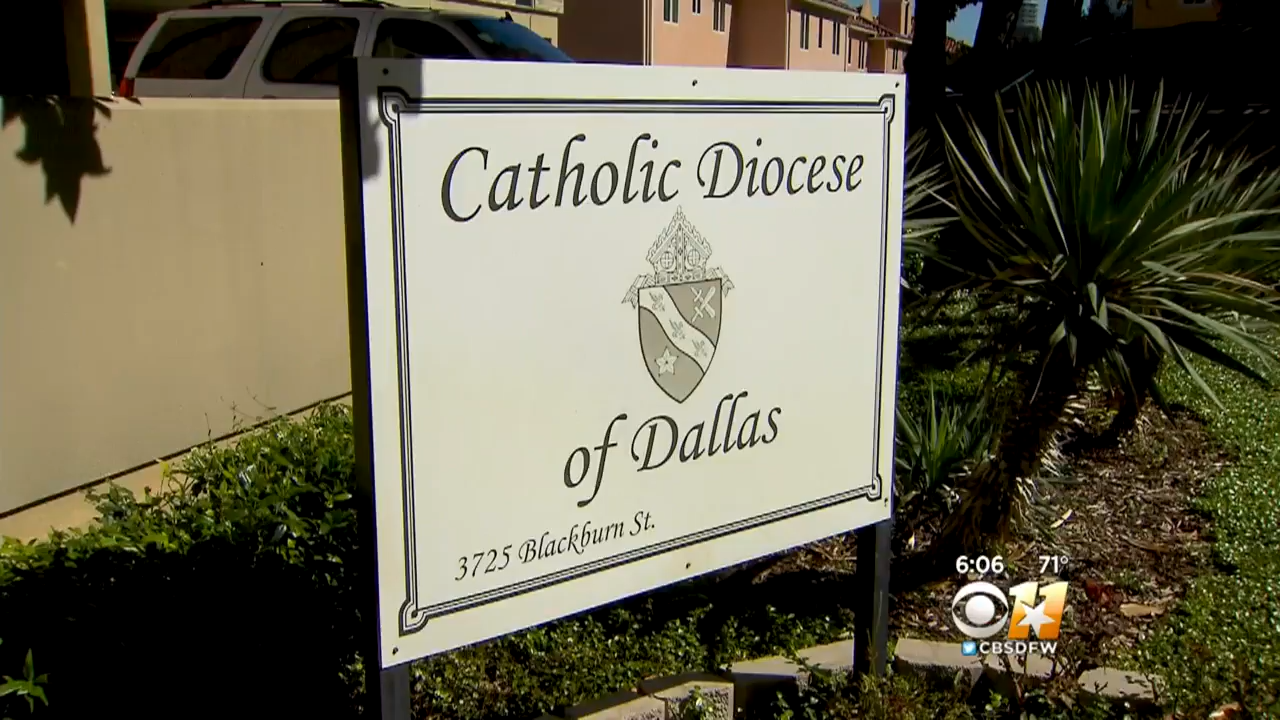 Catholic Diocese
of Dallas
3725 Blackburn St.
6:06 71°
11
CBSDFW